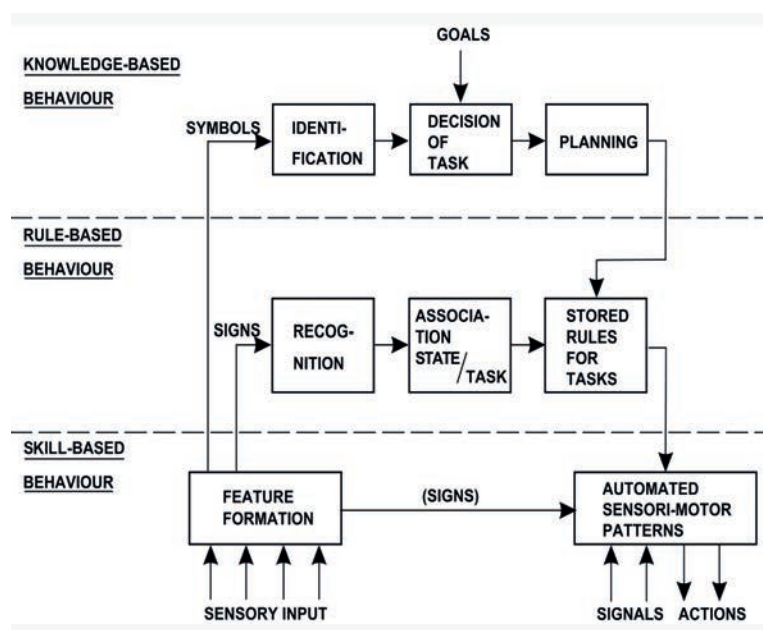 GOALS
KNOWLEDGE-BASED
BEHAVIOUR
SYMBOLS
IDENTI-
FICATION
DECISION
OF
TASK
PLANNING
RULE-BASED
BEHAVIOUR
SIGNS
RECOG-
NITION
ASSOCIA-
TION
STATE/
TASK
STORED
RULES
FOR
TASKS
SKILL-BASED
BEHAVIOUR
FEATURE
FORMATION
(SIGNS)
AUTOMATED
SENSORI-MOTOR
PATTERNS
SENSORY INPUT
SIGNALS
ACTIONS